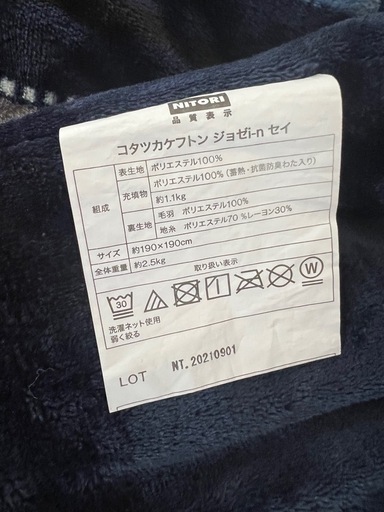 NITORI
品質表示
コタツカケフトン ジョゼi-n セイ
組成
表生地 ポリエステル100%
充填物 ポリエステル100% (蓄熱・抗菌防臭わた入り)
約1.1kg
裏生地 毛羽 ポリエステル100%
地糸 ポリエステル70 %レーヨン30%
サイズ 約190×190cm
全体重量 約2.5kg
取り扱い表示
30
W
洗濯ネット使用
弱く絞る
LOT NT. 20210901